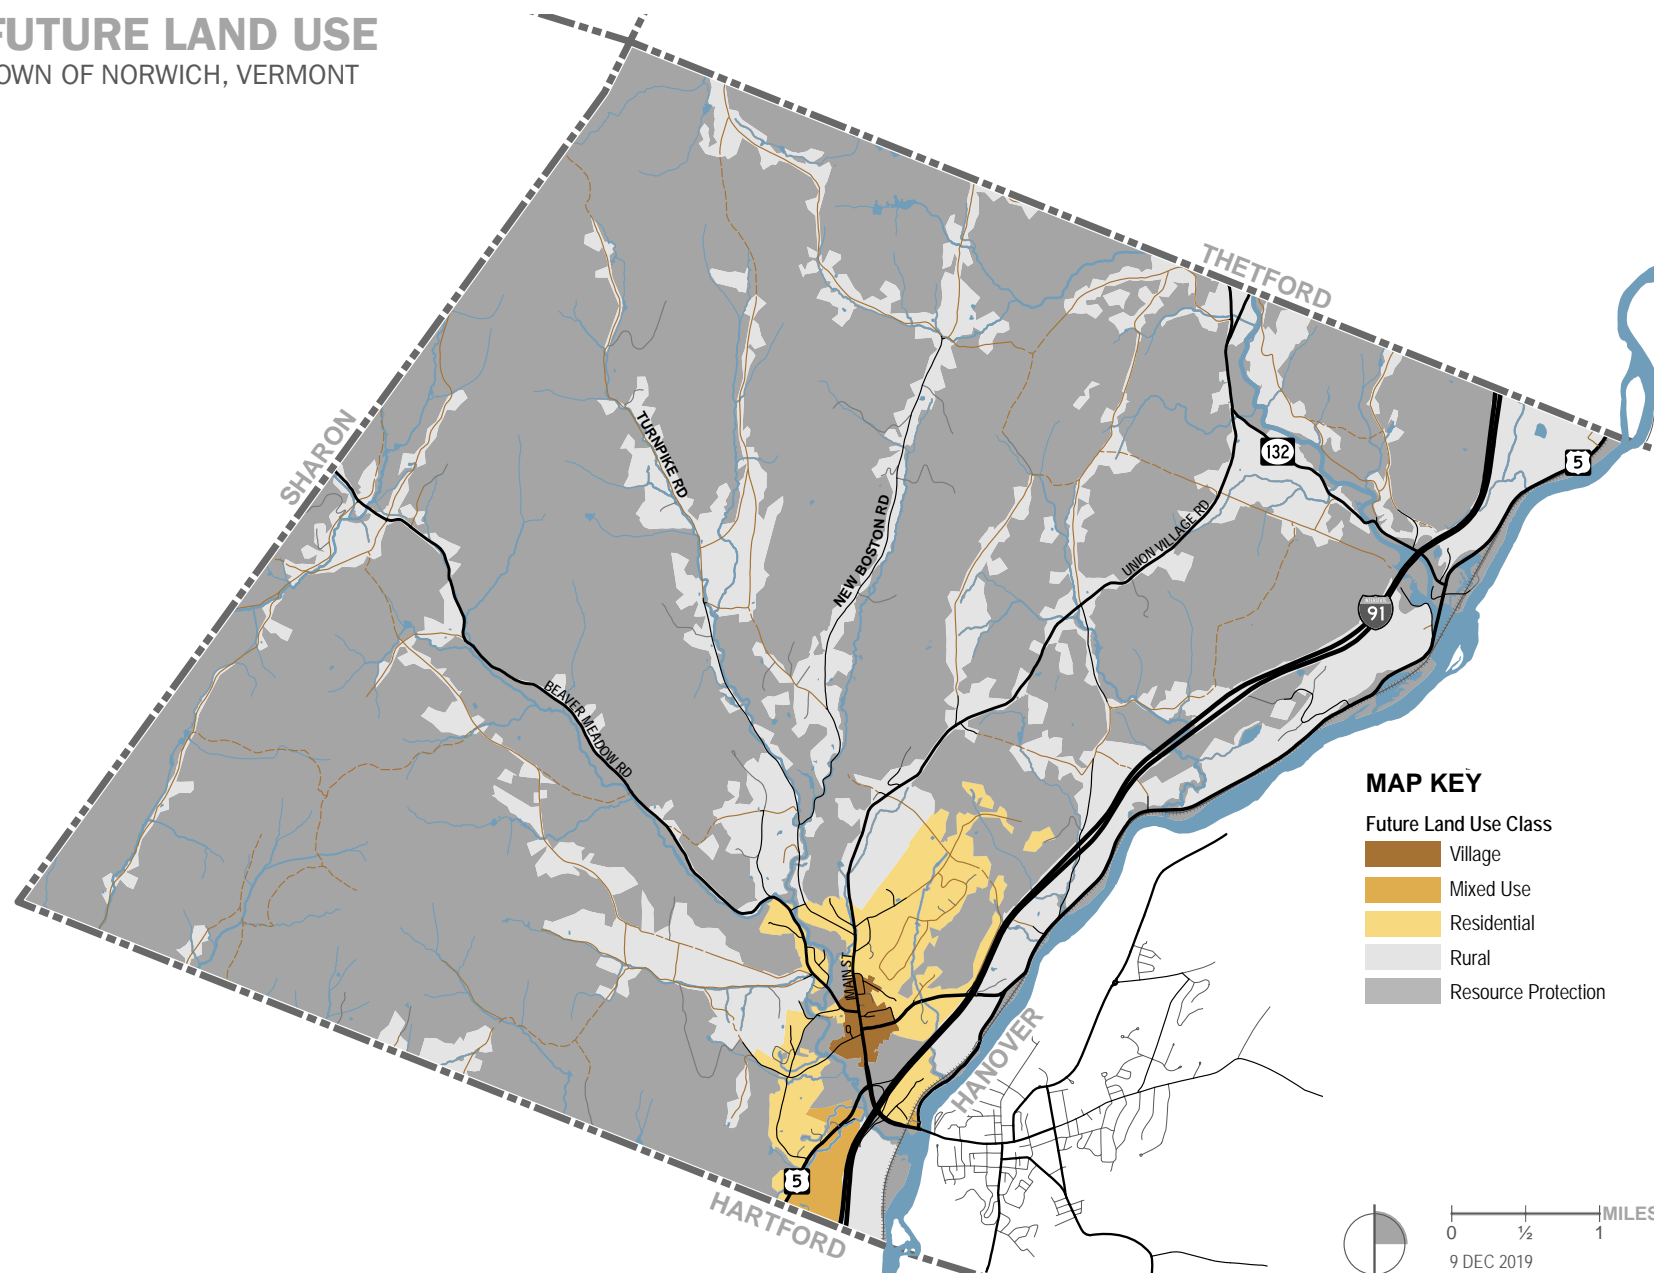 FUTURE LAND USE
OWN OF NORWICH, VERMONT
THETFORD
SHARON
TURNPIKE RD
132
5
NEW BOSTON RD
UNION VILLAGE RD
91
BEAVER MEADOW RD
MAIN ST
HANOVER
5
HARTFORD
MAP KEY
Future Land Use Class
Village
Mixed Use
Residential
Rural
Resource Protection
MILES
0 ½ 1
9 DEC 2019